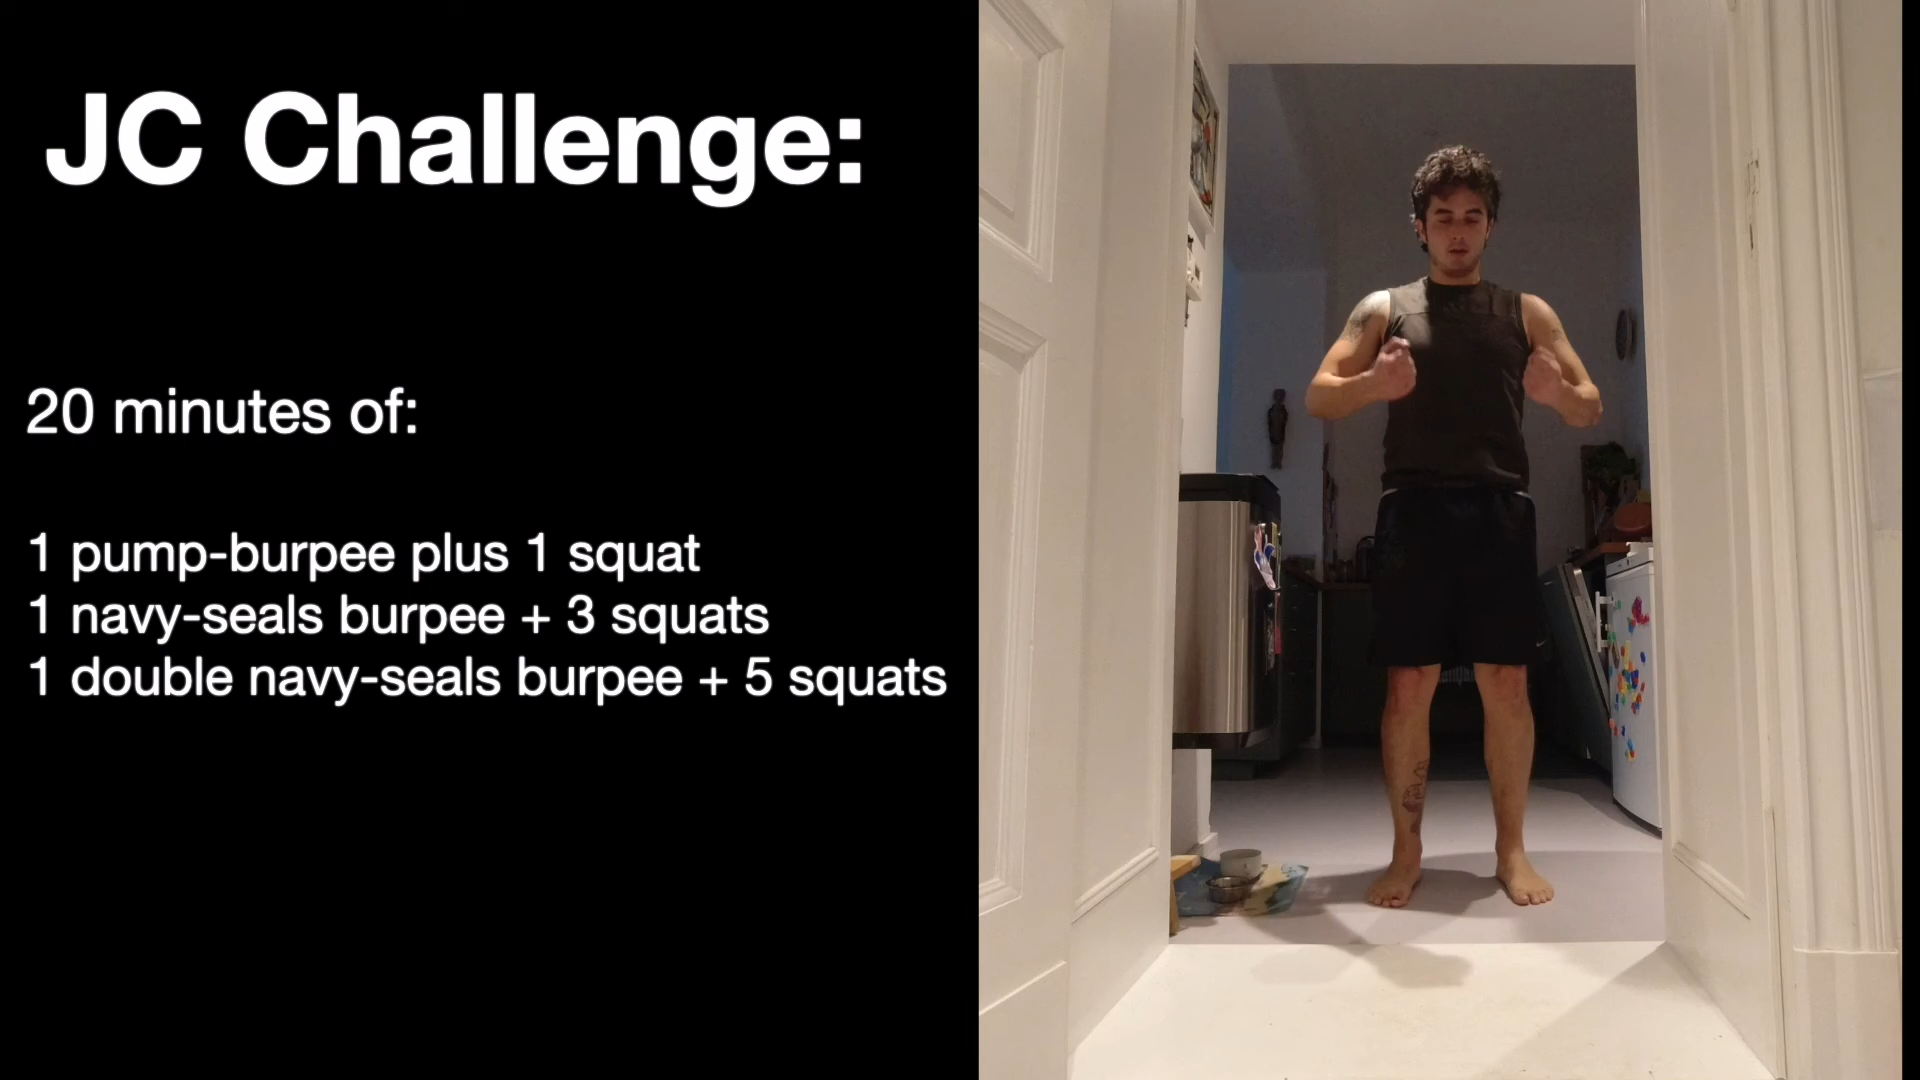 JC Challenge:
20 minutes of:
1 pump-burpee plus 1 squat
1 navy-seals burpee + 3 squats
1 double navy-seals burpee + 5 squats